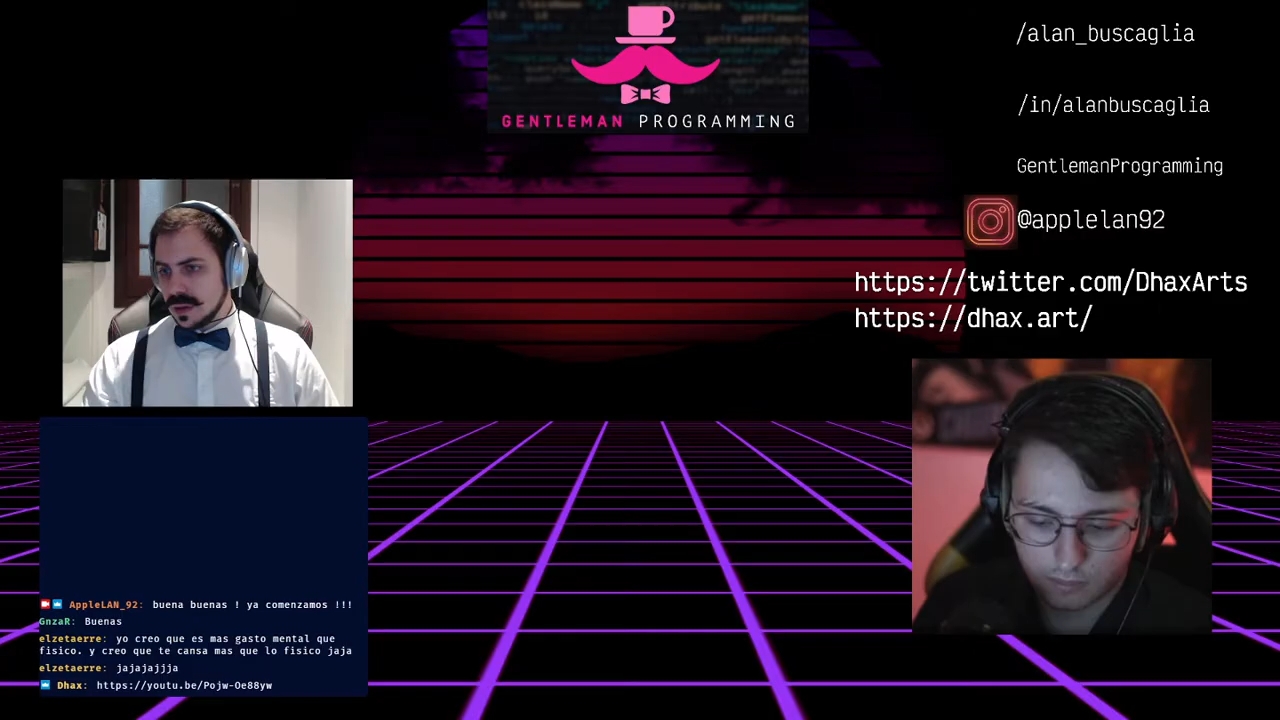 GENTLEMAN PROGRAMMING
/alan_buscaglia
/in/alanbuscaglia
GentlemanProgramming
@applelan92
https://twitter.com/DhaxArts
https://dhax.art/
AppleLAN_92: buena buenas ! ya comenzamos !!!
GnzaR: Buenas
elzetaerre: yo creo que es mas gasto mental que
fisico. y creo que te cansa mas que lo fisico jaja
elzetaerre: jajajajjja
Dhax: https://youtu.be/Pojw-Oe88yw